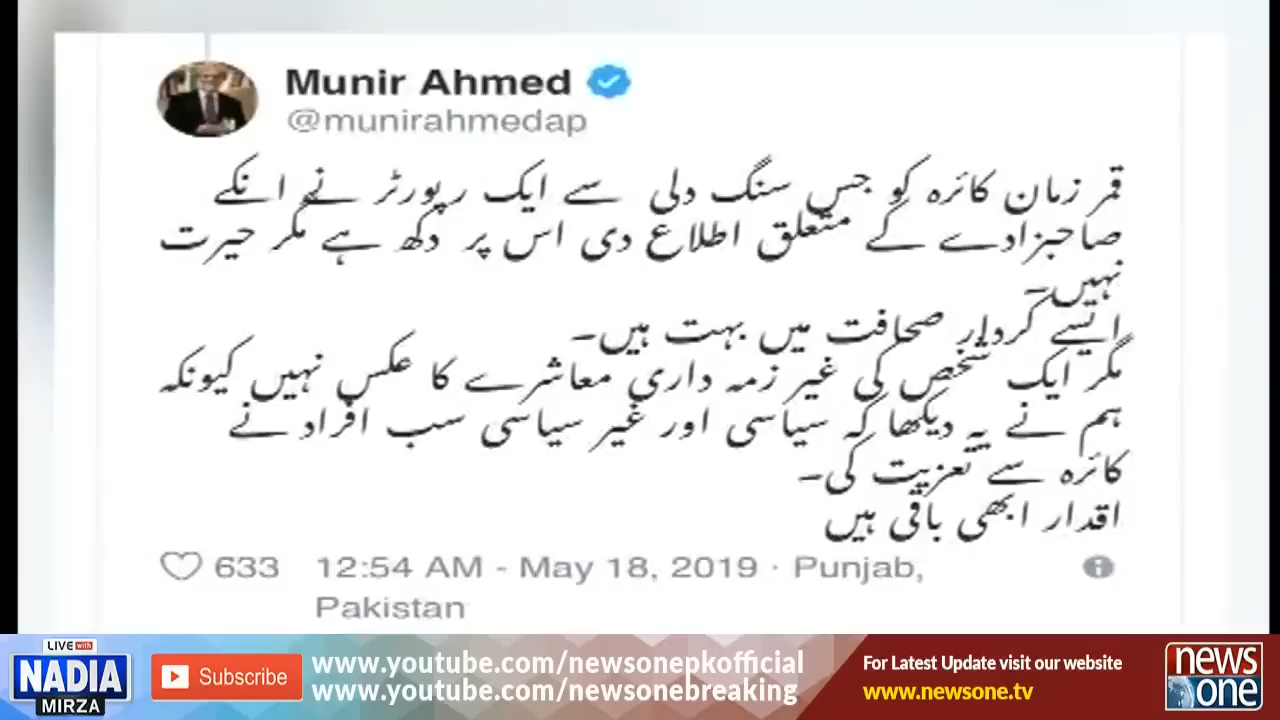 Munir Ahmed
@munirahmedap
قمر زمان کائرہ کو جس سنگ دلی سے ایک رپورٹر نے انکے
صاحبزادے کے متعلق اطلاع دی اس پر دکھ ہے مگر حیرت
نہیں۔
ایسے کردار صحافت میں بہت ہیں۔
مگر ایک شخص کی غیر زمہ داری معاشرے کا عکس نہیں کیونکہ
ہم نے یہ دیکھا کہ سیاسی اور غیر سیاسی سب افراد نے
کائرہ سے تعزیت کی۔
اقدار ابھی باقی ہیں
633 12:54 AM - May 18, 2019 · Punjab,
Pakistan
LIVE with
NADIA
MIRZA
Subscribe
www.youtube.com/newsonepkofficial
www.youtube.com/newsonebreaking
For Latest Update visit our website
www.newsone.tv
news
one